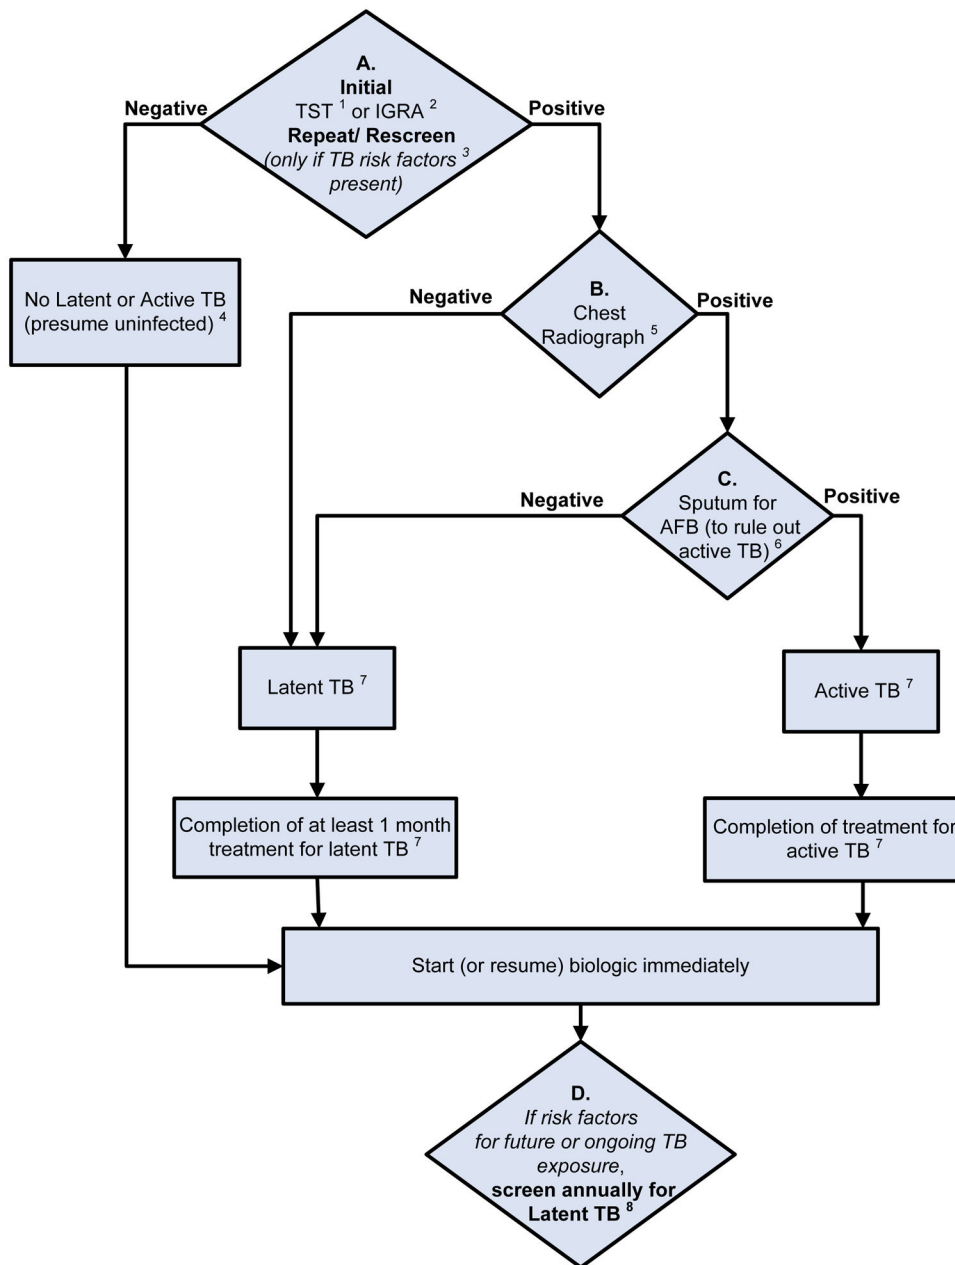 A.
Initial
TST 1 or IGRA 2
Repeat/ Rescreen
(only if TB risk factors 3
present)
Negative
Positive
No Latent or Active TB
(presume uninfected) 4
B.
Chest
Radiograph 5
Negative
Positive
C.
Sputum for
AFB (to rule out
active TB) 6
Negative
Positive
Latent TB 7
Active TB 7
Completion of at least 1 month
treatment for latent TB 7
Completion of treatment for
active TB 7
Start (or resume) biologic immediately
D.
If risk factors
for future or ongoing TB
exposure,
screen annually for
Latent TB 8